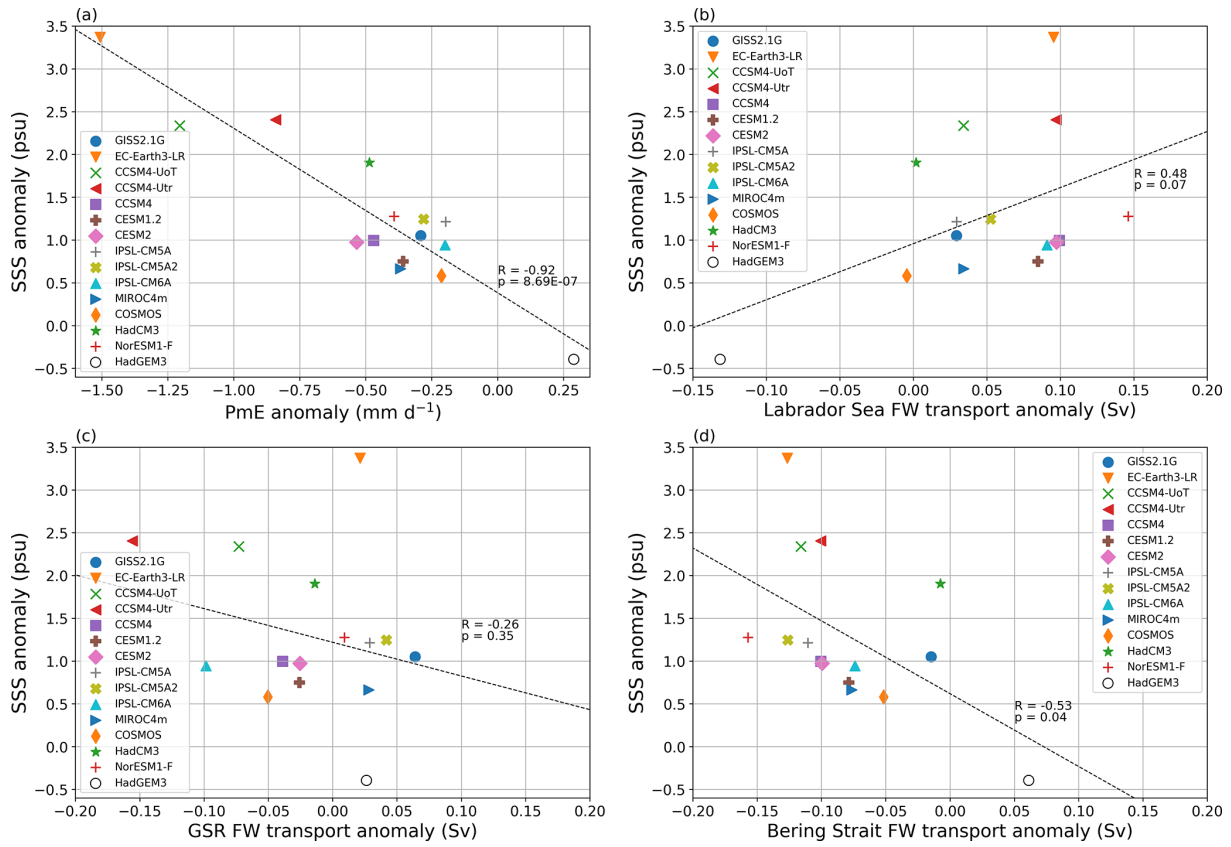 (a)
3.5
3.0
2.5
2.0
1.5
1.0
0.5
0.0
−0.5
SSS anomaly (psu)
GISS2.1G
EC-Earth3-LR
CCSM4-UoT
CCSM4-Utr
CCSM4
CESM1.2
CESM2
IPSL-CM5A
IPSL-CM5A2
IPSL-CM6A
MIROC4m
COSMOS
HadCM3
NorESM1-F
HadGEM3
R = -0.92
p = 8.69E-07
−1.50 −1.25 −1.00 −0.75 −0.50 −0.25 0.00 0.25
PmE anomaly (mm d⁻¹)
(b)
3.5
3.0
2.5
2.0
1.5
1.0
0.5
0.0
−0.5
SSS anomaly (psu)
GISS2.1G
EC-Earth3-LR
CCSM4-UoT
CCSM4-Utr
CCSM4
CESM1.2
CESM2
IPSL-CM5A
IPSL-CM5A2
IPSL-CM6A
MIROC4m
COSMOS
HadCM3
NorESM1-F
HadGEM3
R = 0.48
p = 0.07
−0.15 −0.10 −0.05 0.00 0.05 0.10 0.15 0.20
Labrador Sea FW transport anomaly (Sv)
(c)
3.5
3.0
2.5
2.0
1.5
1.0
0.5
0.0
−0.5
SSS anomaly (psu)
GISS2.1G
EC-Earth3-LR
CCSM4-UoT
CCSM4-Utr
CCSM4
CESM1.2
CESM2
IPSL-CM5A
IPSL-CM5A2
IPSL-CM6A
MIROC4m
COSMOS
HadCM3
NorESM1-F
HadGEM3
R = -0.26
p = 0.35
−0.20 −0.15 −0.10 −0.05 0.00 0.05 0.10 0.15 0.20
GSR FW transport anomaly (Sv)
(d)
3.5
3.0
2.5
2.0
1.5
1.0
0.5
0.0
−0.5
SSS anomaly (psu)
GISS2.1G
EC-Earth3-LR
CCSM4-UoT
CCSM4-Utr
CCSM4
CESM1.2
CESM2
IPSL-CM5A
IPSL-CM5A2
IPSL-CM6A
MIROC4m
COSMOS
HadCM3
NorESM1-F
HadGEM3
R = -0.53
p = 0.04
−0.20 −0.15 −0.10 −0.05 0.00 0.05 0.10 0.15 0.20
Bering Strait FW transport anomaly (Sv)